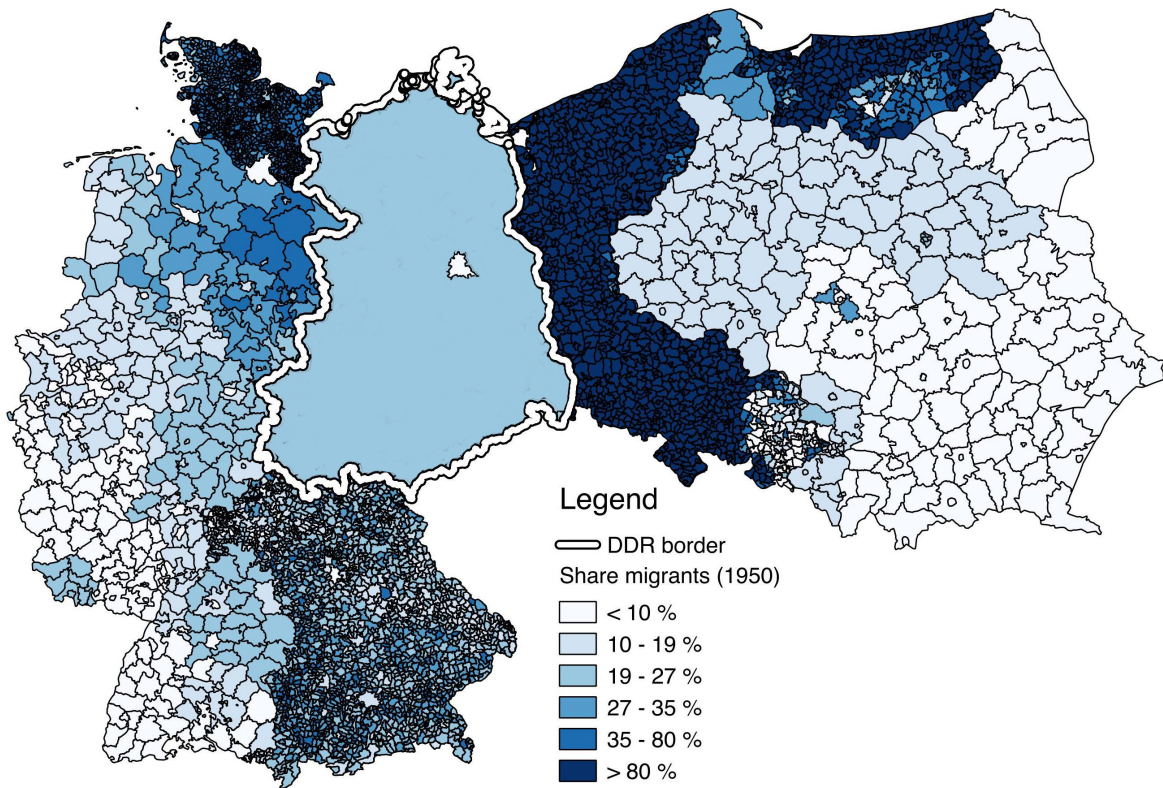 Legend
DDR border
Share migrants (1950)
< 10 %
10 - 19 %
19 - 27 %
27 - 35 %
35 - 80 %
> 80 %